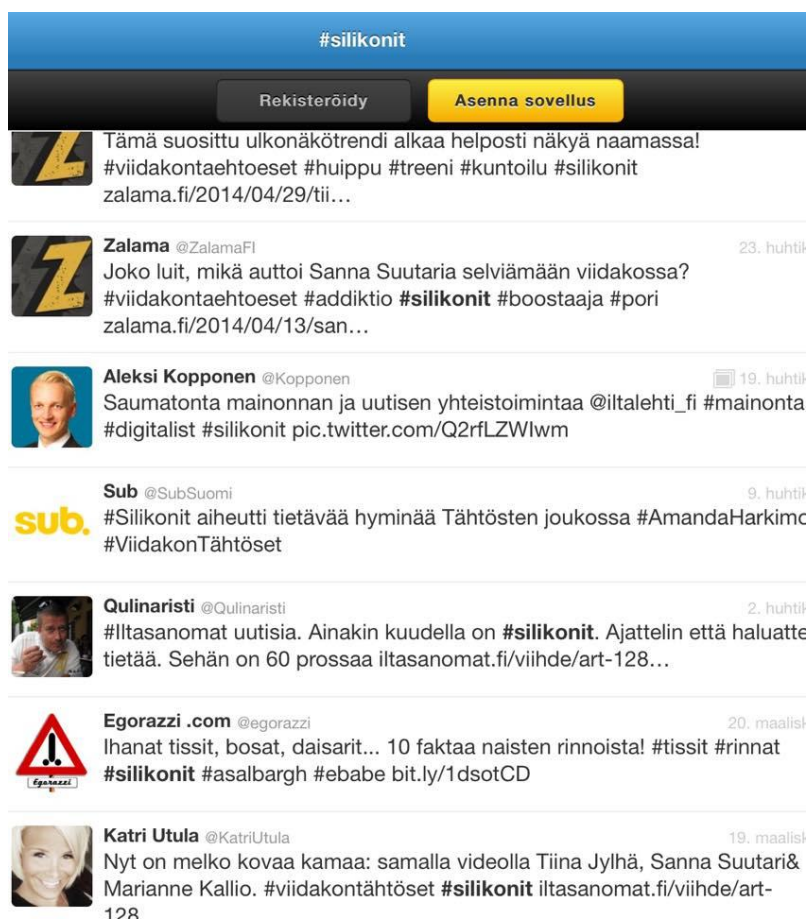 #silikonit
Rekisteröidy
Asenna sovellus
Tämä suosittu ulkonäkötrendi alkaa helposti näkyä naamassa!
#viidakontaehtoeset #huippu #treeni #kuntoilu #silikonit
zalama.fi/2014/04/29/tii…
Zalama @ZalamaFI 23. huhtik
Joko luit, mikä auttoi Sanna Suutaria selviämään viidakossa?
#viidakontaehtoeset #addiktio #silikonit #boostaaja #pori
zalama.fi/2014/04/13/san…
Aleksi Kopponen @Kopponen 19. huhtik
Saumatonta mainonnan ja uutisen yhteistoimintaa @iltalehti_fi #mainonta
#digitalist #silikonit pic.twitter.com/Q2rfLZWIwm
sub.
Sub @SubSuomi 9. huhtik
#Silikonit aiheutti tietävää hyminää Tähtösten joukossa #AmandaHarkimo
#ViidakonTähtöset
Qulinaristi @Qulinaristi 2. huhtik
#Iltasanomat uutisia. Ainakin kuudella on #silikonit. Ajattelin että haluatte
tietää. Sehän on 60 prossaa iltasanomat.fi/viihde/art-128…
Egorazzi .com @egorazzi 20. maalisk
Egorazzi
Ihanat tissit, bosat, daisarit... 10 faktaa naisten rinnoista! #tissit #rinnat
#silikonit #asalbargh #ebabe bit.ly/1dsotCD
Katri Utula @KatriUtula 19. maalisk
Nyt on melko kovaa kamaa: samalla videolla Tiina Jylhä, Sanna Suutari&
Marianne Kallio. #viidakontähtöset #silikonit iltasanomat.fi/viihde/art-
128